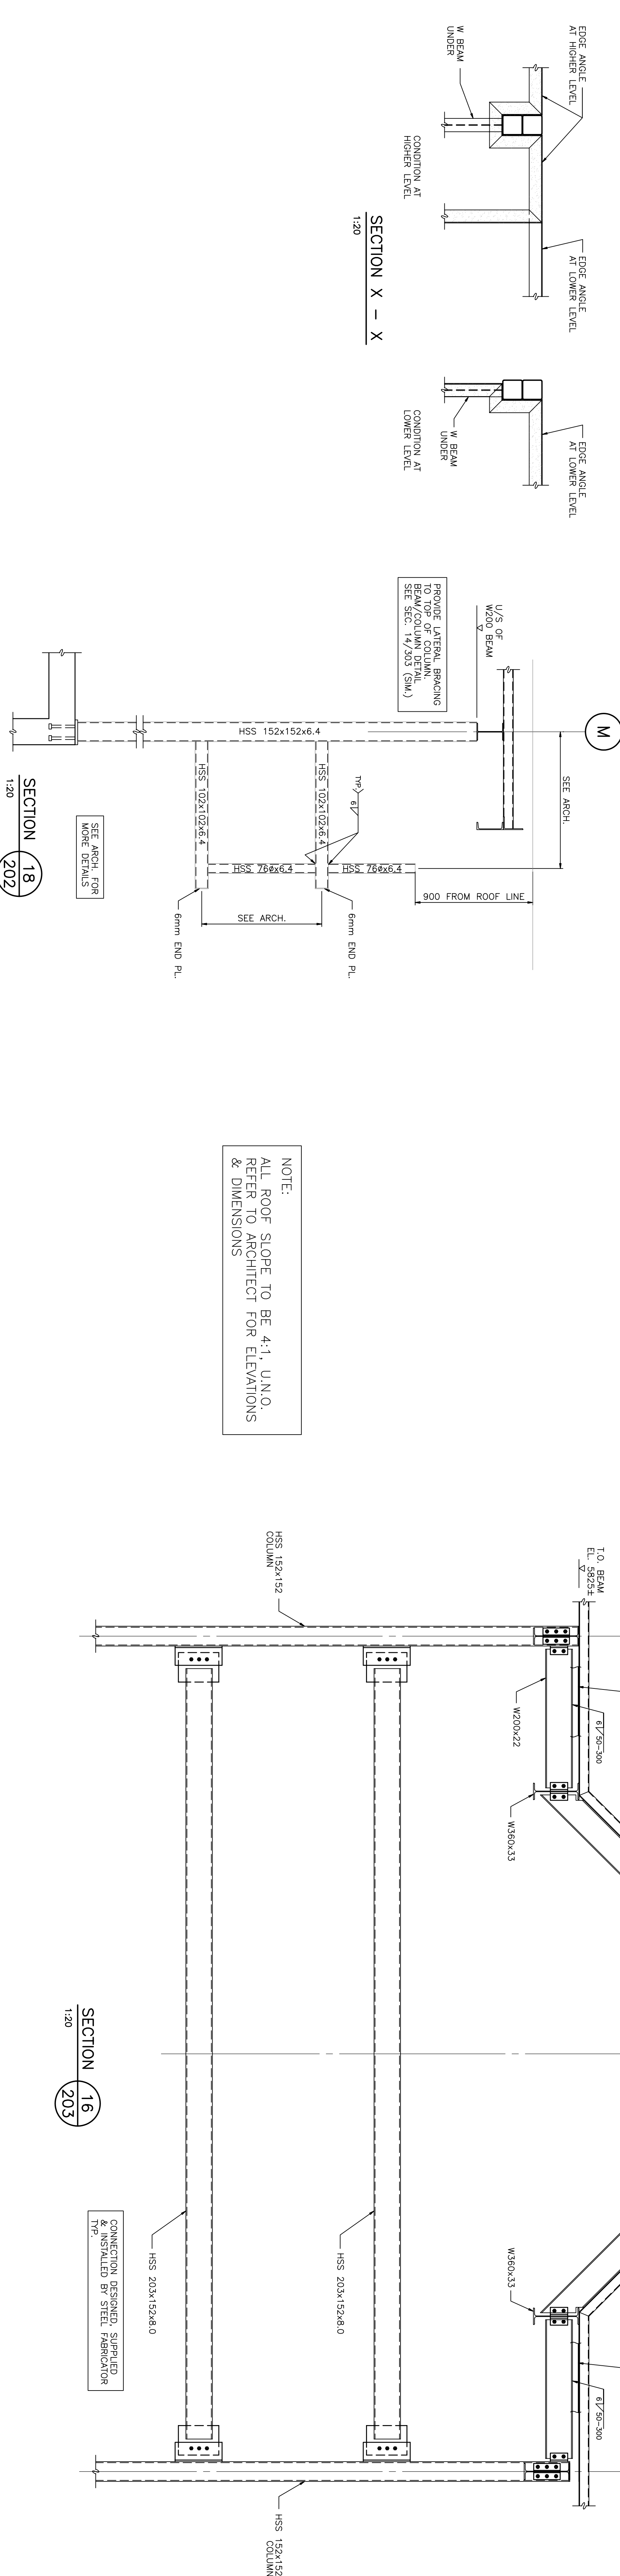 EDGE ANGLE
AT HIGHER LEVEL
W BEAM
UNDER
CONDITION AT
HIGHER LEVEL
EDGE ANGLE
AT LOWER LEVEL
SECTION X - X
1:20
EDGE ANGLE
AT LOWER LEVEL
W BEAM
UNDER
CONDITION AT
LOWER LEVEL
M
SEE ARCH.
U/S OF
W200 BEAM
PROVIDE LATERAL BRACING
TO TOP OF COLUMN.
BEAM/COLUMN DETAIL
SEE SEC. 14/303 (SIM.)
HSS 152x152x6.4
HSS 102x102x6.4
HSS 102x102x6.4
TYP
6
HSS 76øx6.4
HSS 76øx6.4
900 FROM ROOF LINE
SEE ARCH.
6mm END PL.
6mm END PL.
SEE ARCH. FOR
MORE DETAILS
SECTION
1:20
18
202
NOTE:
ALL ROOF SLOPE TO BE 4:1, U.N.O.
REFER TO ARCHITECT FOR ELEVATIONS
& DIMENSIONS
T.O. BEAM
EL. 5825±
HSS 152x152
COLUMN
6 50-300
W200x22
W360x33
W360x33
6 50-300
HSS 203x152x8.0
HSS 203x152x8.0
HSS 152x152
COLUMN
SECTION
1:20
16
203
CONNECTION DESIGNED, SUPPLIED
& INSTALLED BY STEEL FABRICATOR
TYP.